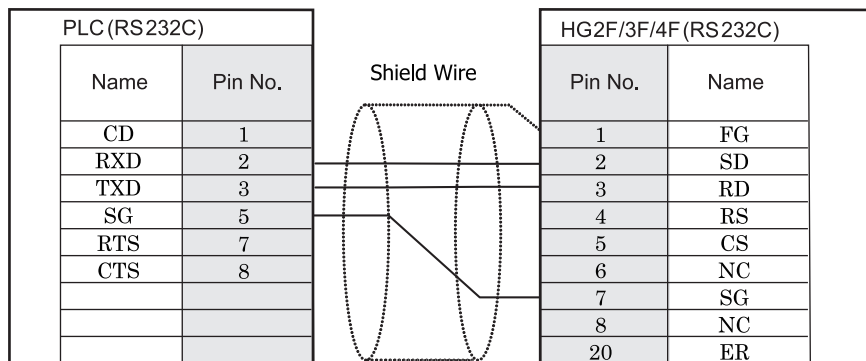 PLC(RS232C)
HG2F/3F/4F(RS232C)
Name Pin No. Shield Wire Pin No. Name
CD 1 1 FG
RXD 2 2 SD
TXD 3 3 RD
SG 5 4 RS
RTS 7 5 CS
CTS 8 6 NC
7 SG
8 NC
20 ER